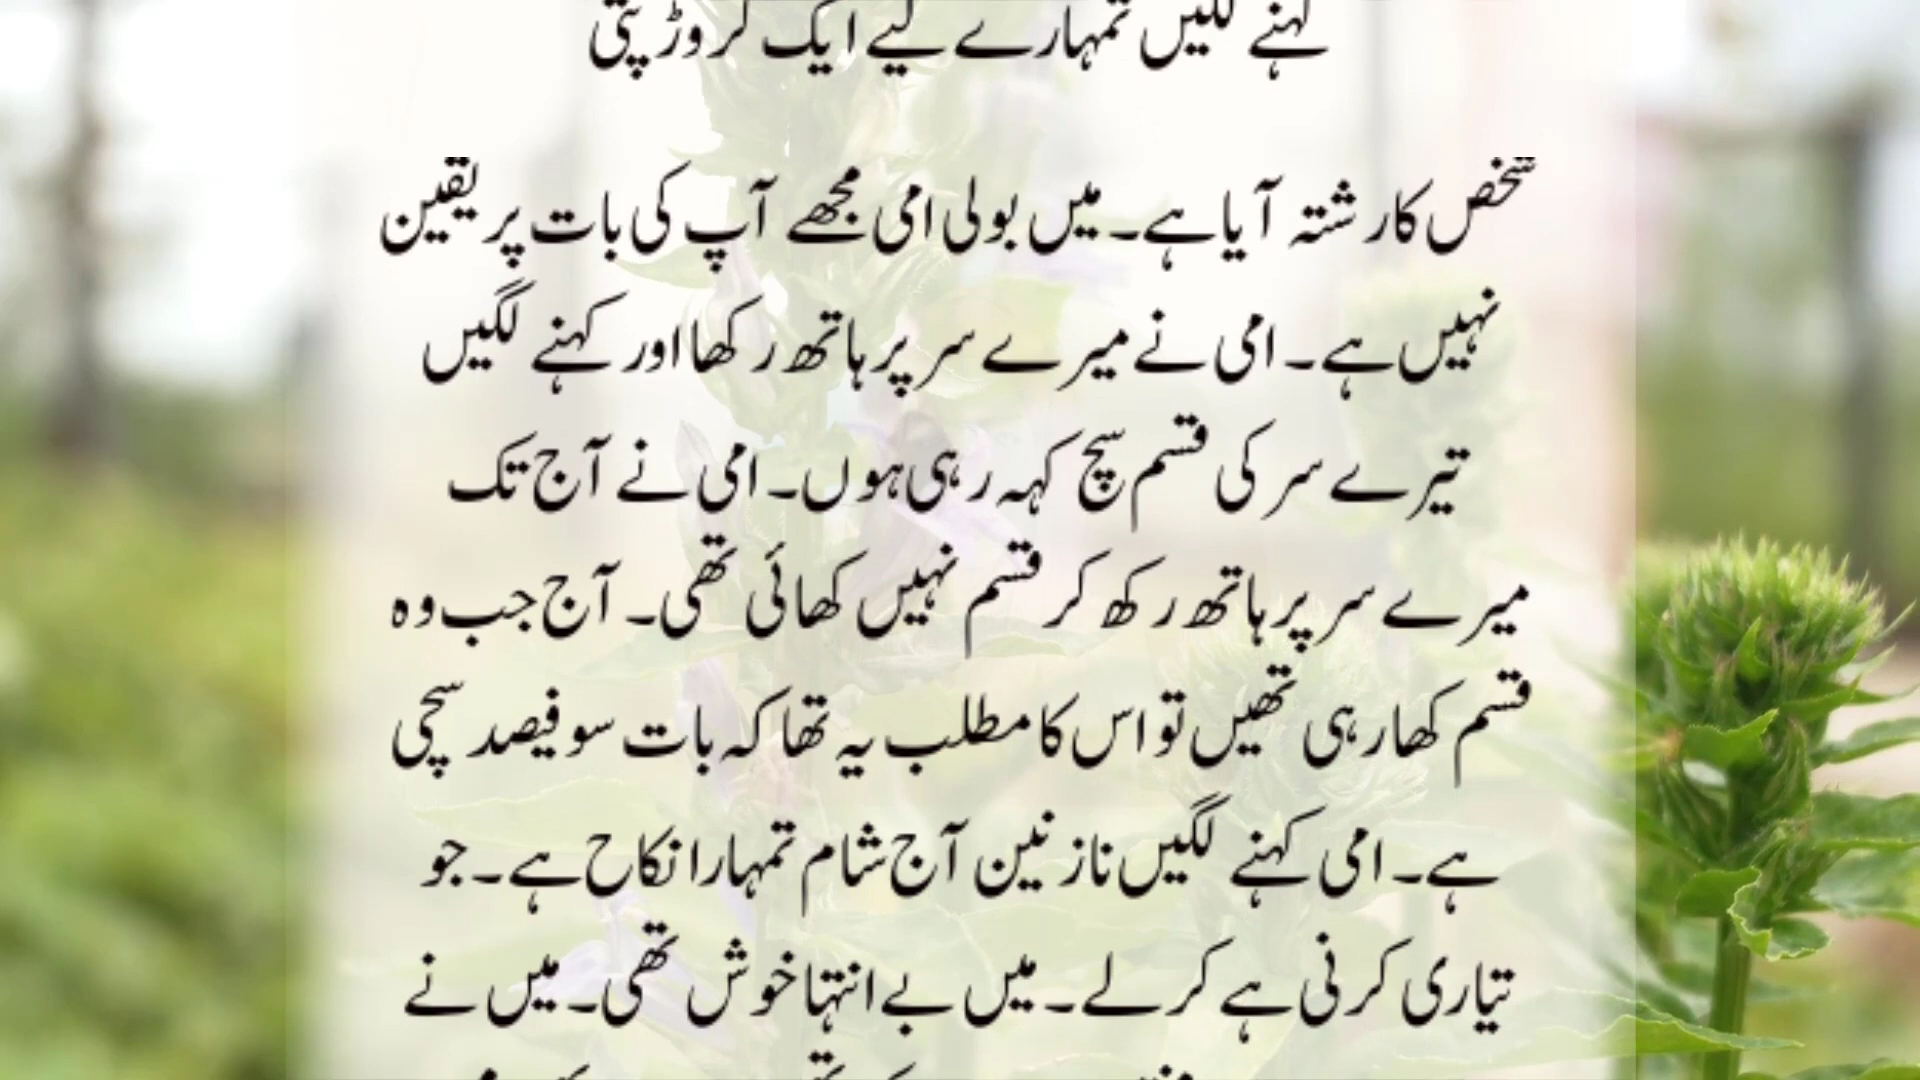 کہنے لگیں تمہارے لیے ایک کروڑ پتی
شخص کا رشتہ آیا ہے۔ میں بولی امی مجھے آپ کی بات پر یقین
نہیں ہے۔ امی نے میرے سر پر ہاتھ رکھا اور کہنے لگیں
تیرے سر کی قسم سچ کہہ رہی ہوں۔ امی نے آج تک
میرے سر پر ہاتھ رکھ کر قسم نہیں کھائی تھی۔ آج جب وہ
قسم کھا رہی تھیں تو اس کا مطلب یہ تھا کہ بات سو فیصد سچی
ہے۔ امی کہنے لگیں نازنین آج شام تمہارا نکاح ہے۔ جو
تیاری کرنی ہے کر لے۔ میں بے انتہا خوش تھی۔ میں نے